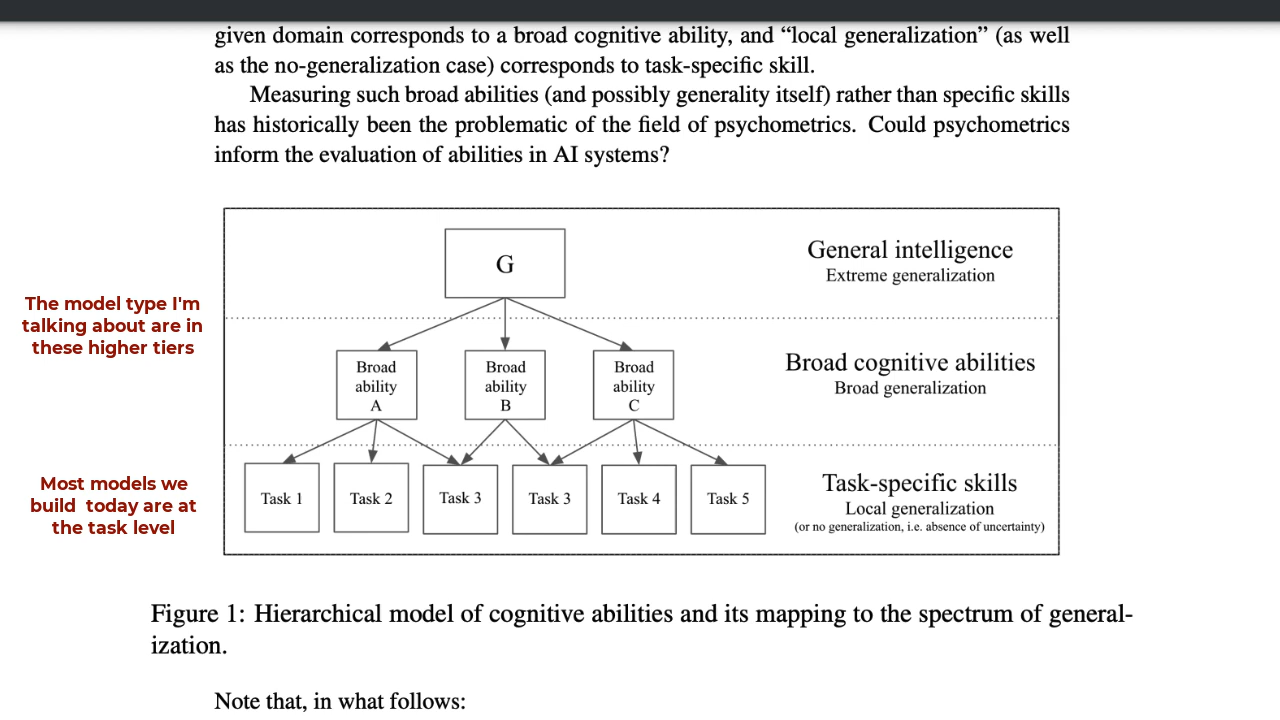 given domain corresponds to a broad cognitive ability, and “local generalization” (as well
as the no-generalization case) corresponds to task-specific skill.
Measuring such broad abilities (and possibly generality itself) rather than specific skills
has historically been the problematic of the field of psychometrics. Could psychometrics
inform the evaluation of abilities in AI systems?
G
General intelligence
Extreme generalization
The model type I'm
talking about are in
these higher tiers
Broad
ability
A
Broad
ability
B
Broad
ability
C
Broad cognitive abilities
Broad generalization
Most models we
build today are at
the task level
Task 1
Task 2
Task 3
Task 3
Task 4
Task 5
Task-specific skills
Local generalization
(or no generalization, i.e. absence of uncertainty)
Figure 1: Hierarchical model of cognitive abilities and its mapping to the spectrum of general-
ization.
Note that, in what follows: